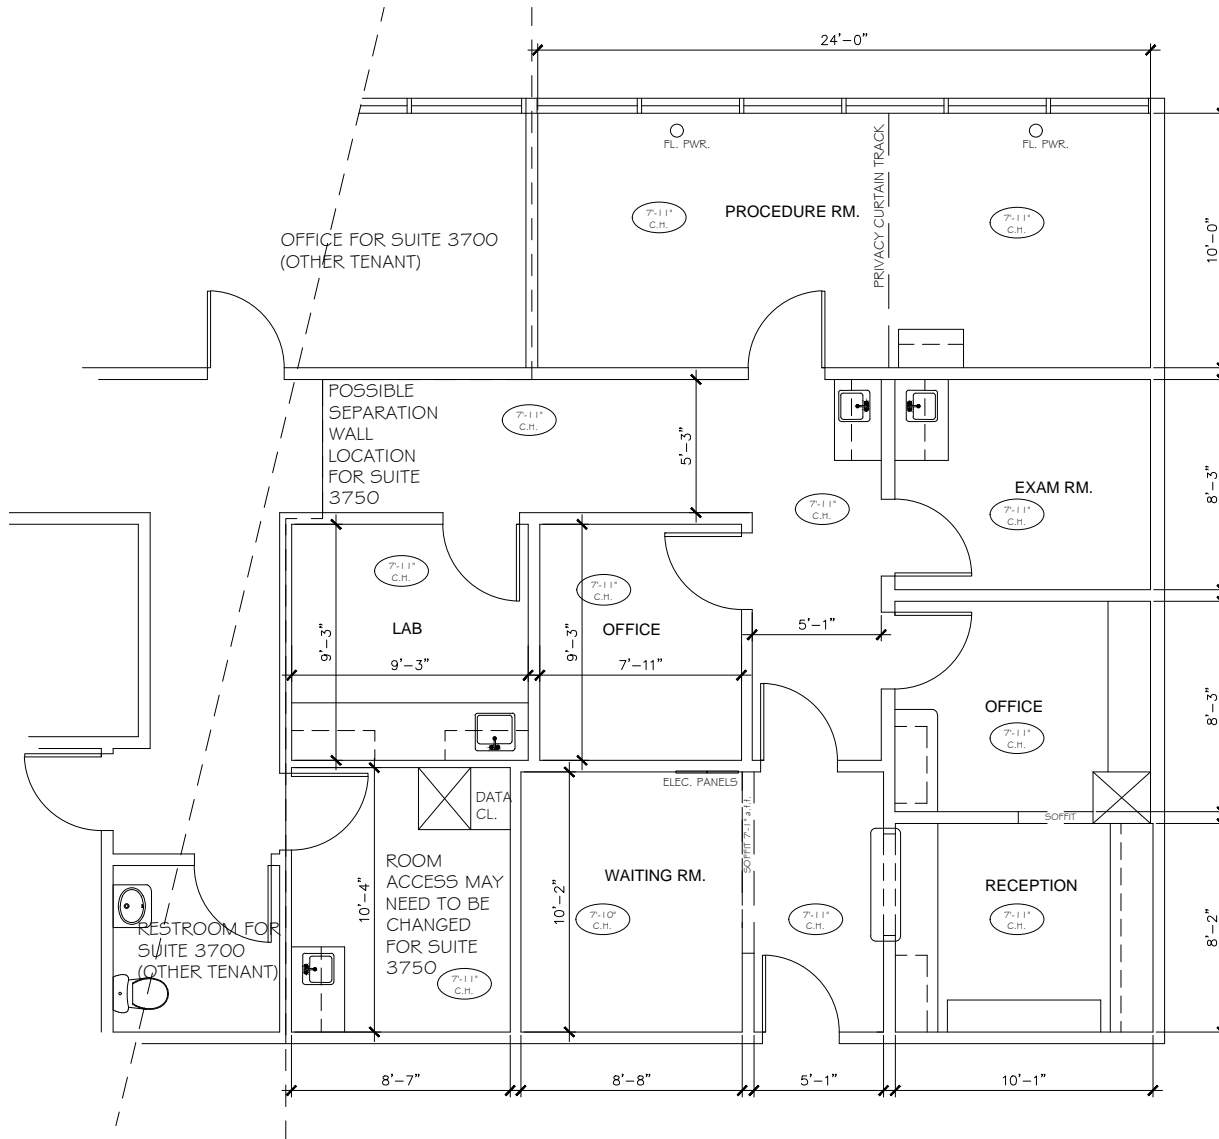 24'-0"
FL. PWR.
FL. PWR.
PRIVACY CURTAIN TRACK
PROCEDURE RM.
7'-11"
C.H.
7'-11"
C.H.
10'-0"
OFFICE FOR SUITE 3700
(OTHER TENANT)
POSSIBLE
SEPARATION
WALL
LOCATION
FOR SUITE
3750
7'-11"
C.H.
5'-3"
7'-11"
C.H.
EXAM RM.
7'-11"
C.H.
8'-3"
7'-11"
C.H.
LAB
9'-3"
9'-3"
7'-11"
C.H.
OFFICE
9'-3"
7'-11"
5'-1"
OFFICE
7'-11"
C.H.
8'-3"
ELEC. PANELS
SOFFIT 7'-1" a.f.f.
SOFFIT
DATA
CL.
ROOM
ACCESS MAY
NEED TO BE
CHANGED
FOR SUITE
3750
7'-11"
C.H.
10'-4"
10'-2"
WAITING RM.
7'-10"
C.H.
7'-11"
C.H.
RECEPTION
7'-11"
C.H.
8'-2"
RESTROOM FOR
SUITE 3700
(OTHER TENANT)
8'-7"
8'-8"
5'-1"
10'-1"